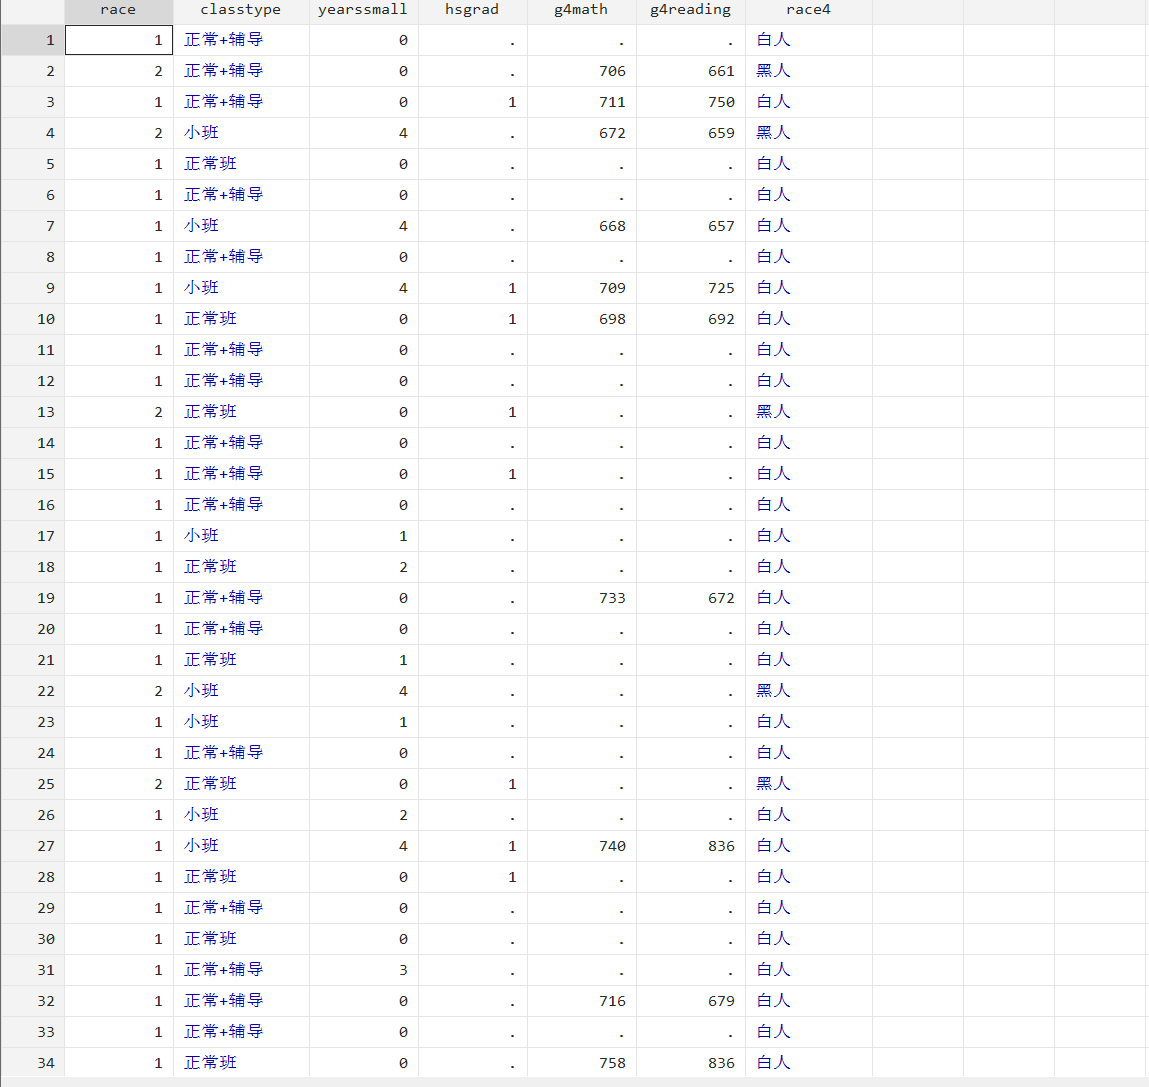 race classtype yearssmall hsgrad g4math g4reading race4
1 1 正常+辅导 0 . . . 白人
2 2 正常+辅导 0 . 706 661 黑人
3 1 正常+辅导 0 1 711 750 白人
4 2 小班 4 . 672 659 黑人
5 1 正常班 0 . . . 白人
6 1 正常+辅导 0 . . . 白人
7 1 小班 4 . 668 657 白人
8 1 正常+辅导 0 . . . 白人
9 1 小班 4 1 709 725 白人
10 1 正常班 0 1 698 692 白人
11 1 正常+辅导 0 . . . 白人
12 1 正常+辅导 0 . . . 白人
13 2 正常班 0 1 . . 黑人
14 1 正常+辅导 0 . . . 白人
15 1 正常+辅导 0 1 . . 白人
16 1 正常+辅导 0 . . . 白人
17 1 小班 1 . . . 白人
18 1 正常班 2 . . . 白人
19 1 正常+辅导 0 . 733 672 白人
20 1 正常+辅导 0 . . . 白人
21 1 正常班 1 . . . 白人
22 2 小班 4 . . . 黑人
23 1 小班 1 . . . 白人
24 1 正常+辅导 0 . . . 白人
25 2 正常班 0 1 . . 黑人
26 1 小班 2 . . . 白人
27 1 小班 4 1 740 836 白人
28 1 正常班 0 1 . . 白人
29 1 正常+辅导 0 . . . 白人
30 1 正常班 0 . . . 白人
31 1 正常+辅导 3 . . . 白人
32 1 正常+辅导 0 . 716 679 白人
33 1 正常+辅导 0 . . . 白人
34 1 正常班 0 . 758 836 白人